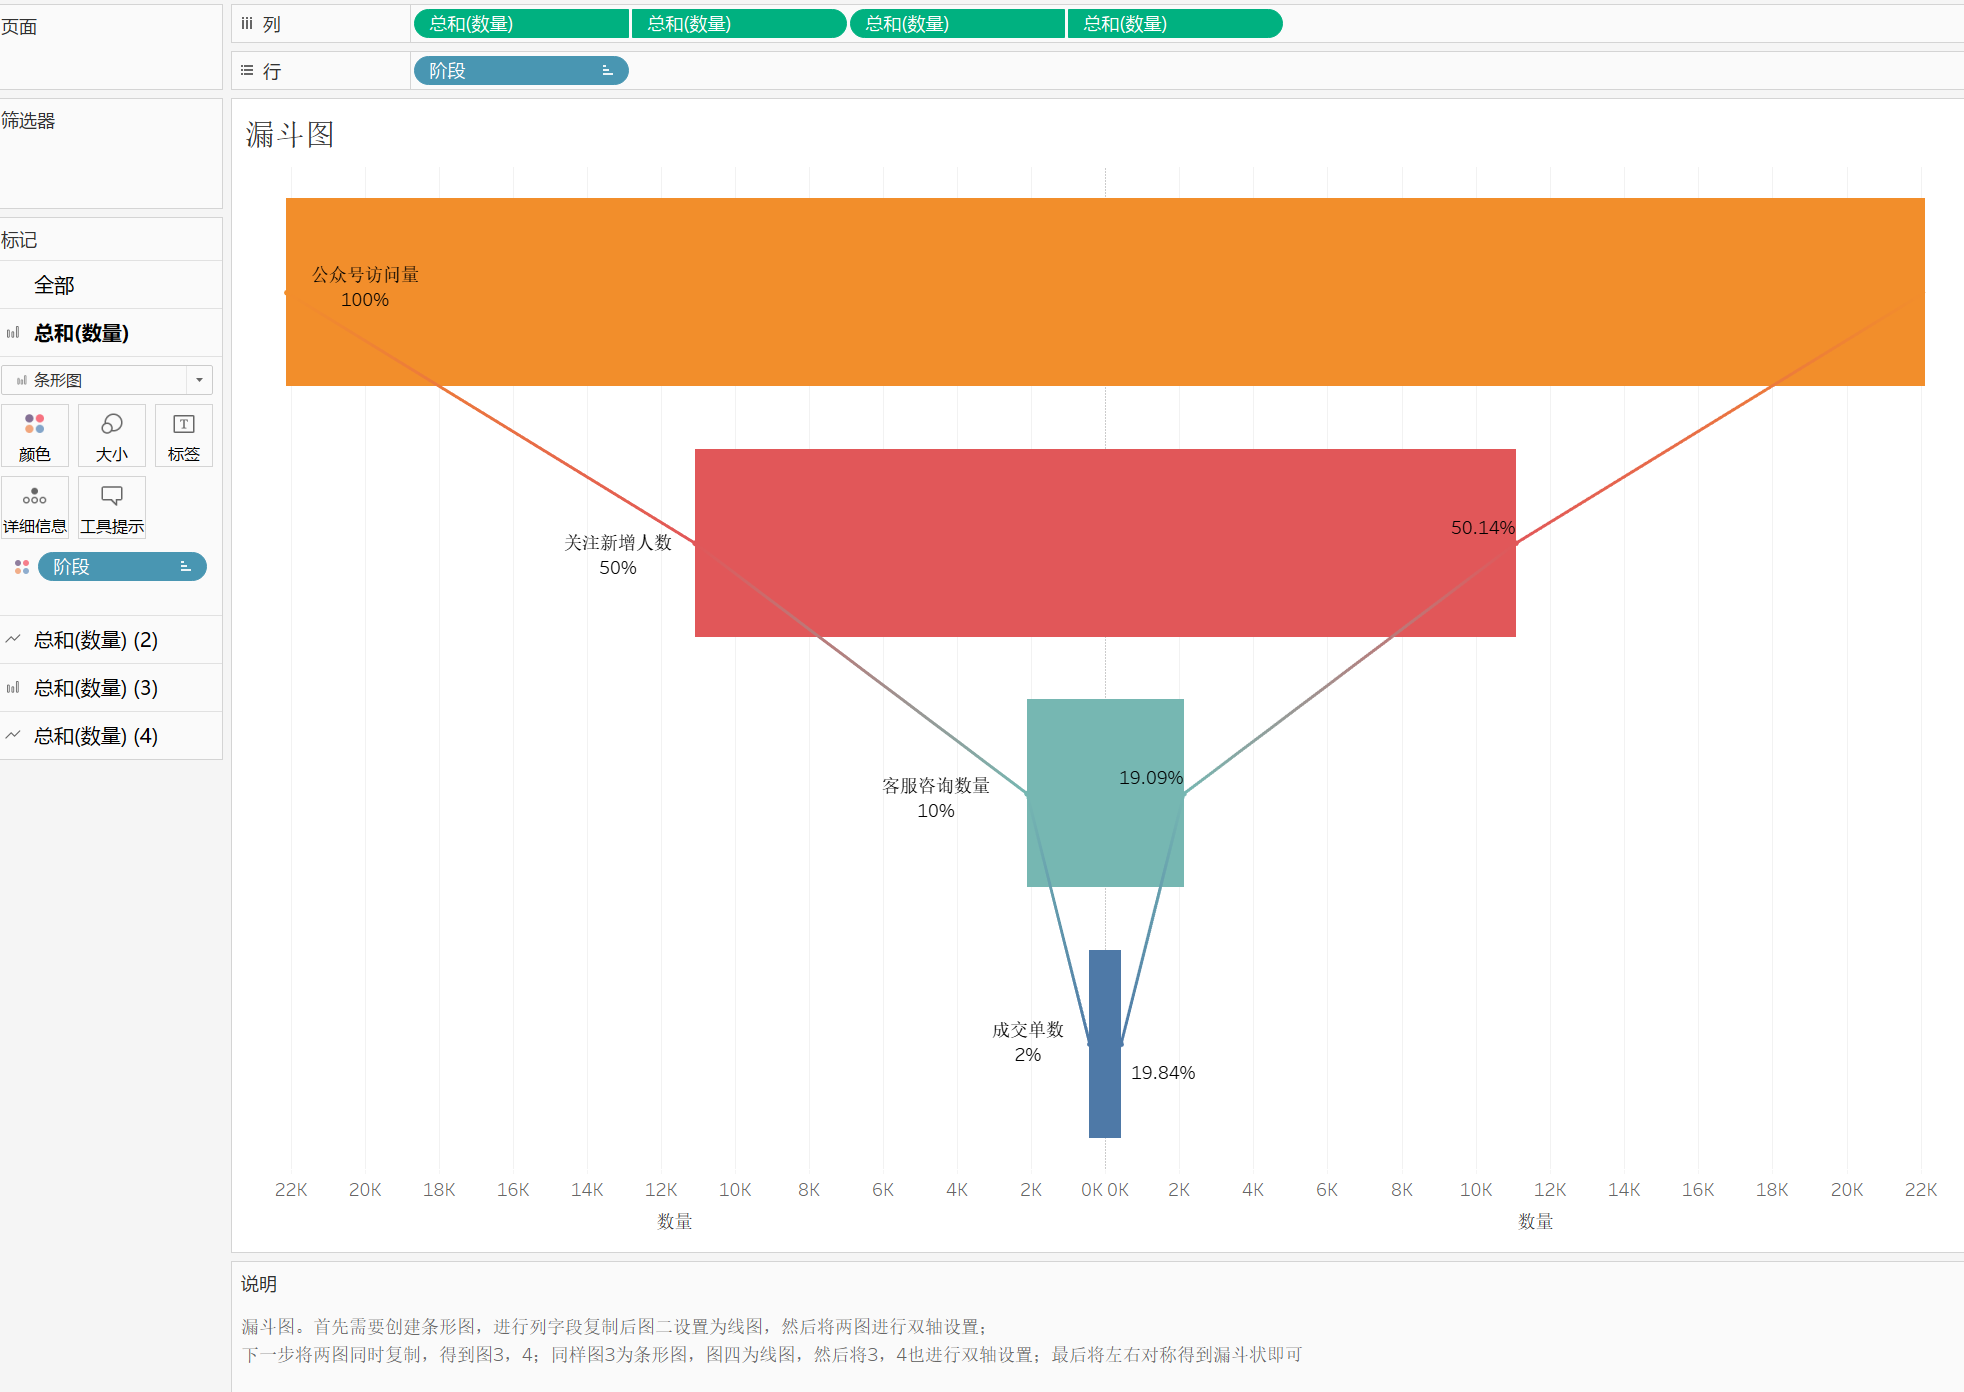 页面
列
总和(数量)
总和(数量)
总和(数量)
总和(数量)
行
阶段
筛选器
标记
全部
总和(数量)
条形图
颜色
大小
标签
详细信息
工具提示
阶段
总和(数量) (2)
总和(数量) (3)
总和(数量) (4)
漏斗图
公众号访问量
100%
关注新增人数
50%
50.14%
客服咨询数量
10%
19.09%
成交单数
2%
19.84%
22K 20K 18K 16K 14K 12K 10K 8K 6K 4K 2K 0K 0K 2K 4K 6K 8K 10K 12K 14K 16K 18K 20K 22K
数量
数量
说明
漏斗图。首先需要创建条形图，进行列字段复制后图二设置为线图，然后将两图进行双轴设置；
下一步将两图同时复制，得到图3，4；同样图3为条形图，图四为线图，然后将3，4也进行双轴设置；最后将左右对称得到漏斗状即可